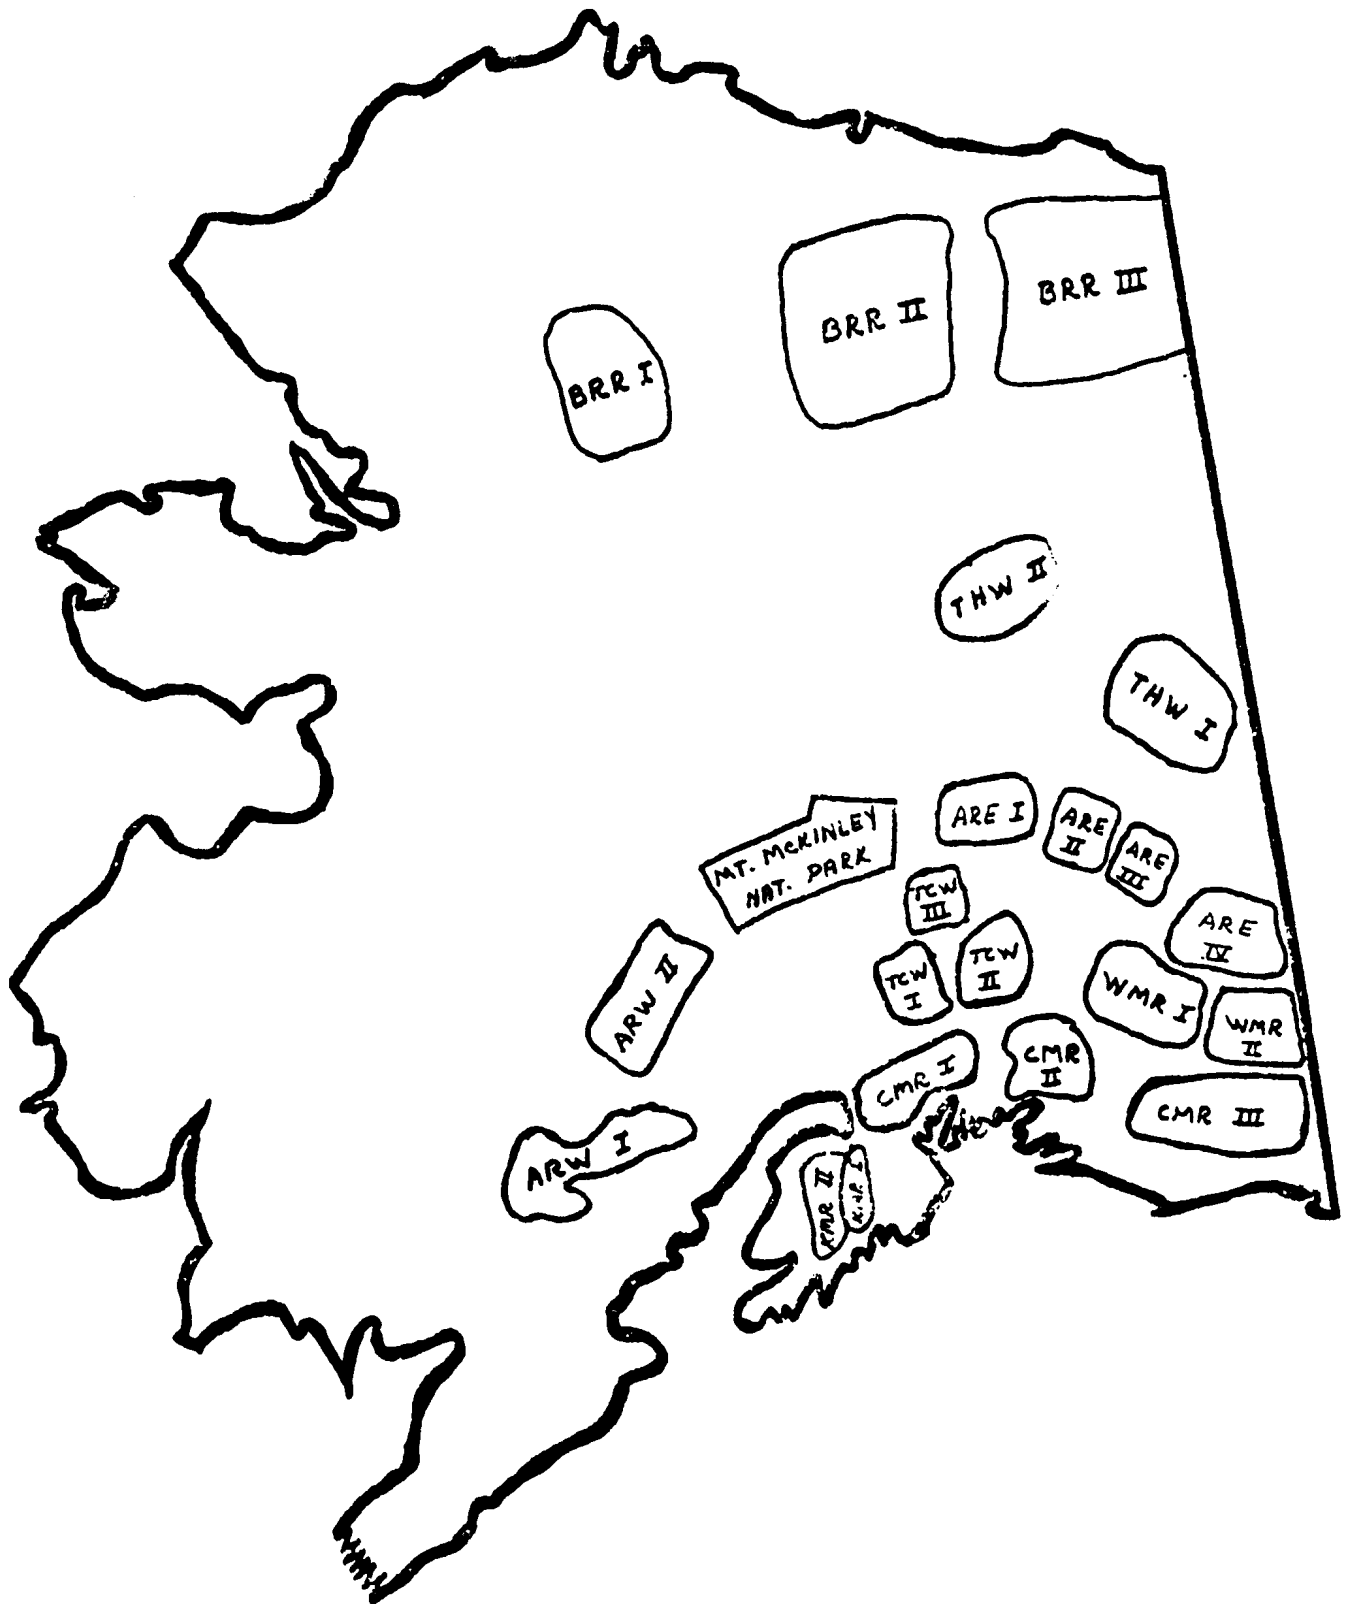 BRR III
BRR II
BRR I
THW II
THW I
ARE I
ARE
II
ARE
III
MT. MCKINLEY
NAT. PARK
TCW
III
ARE
IV
TCW
II
TCW
I
ARW II
WMR I
WMR
II
CMR
II
CMR I
CMR III
ARW I
KMR II